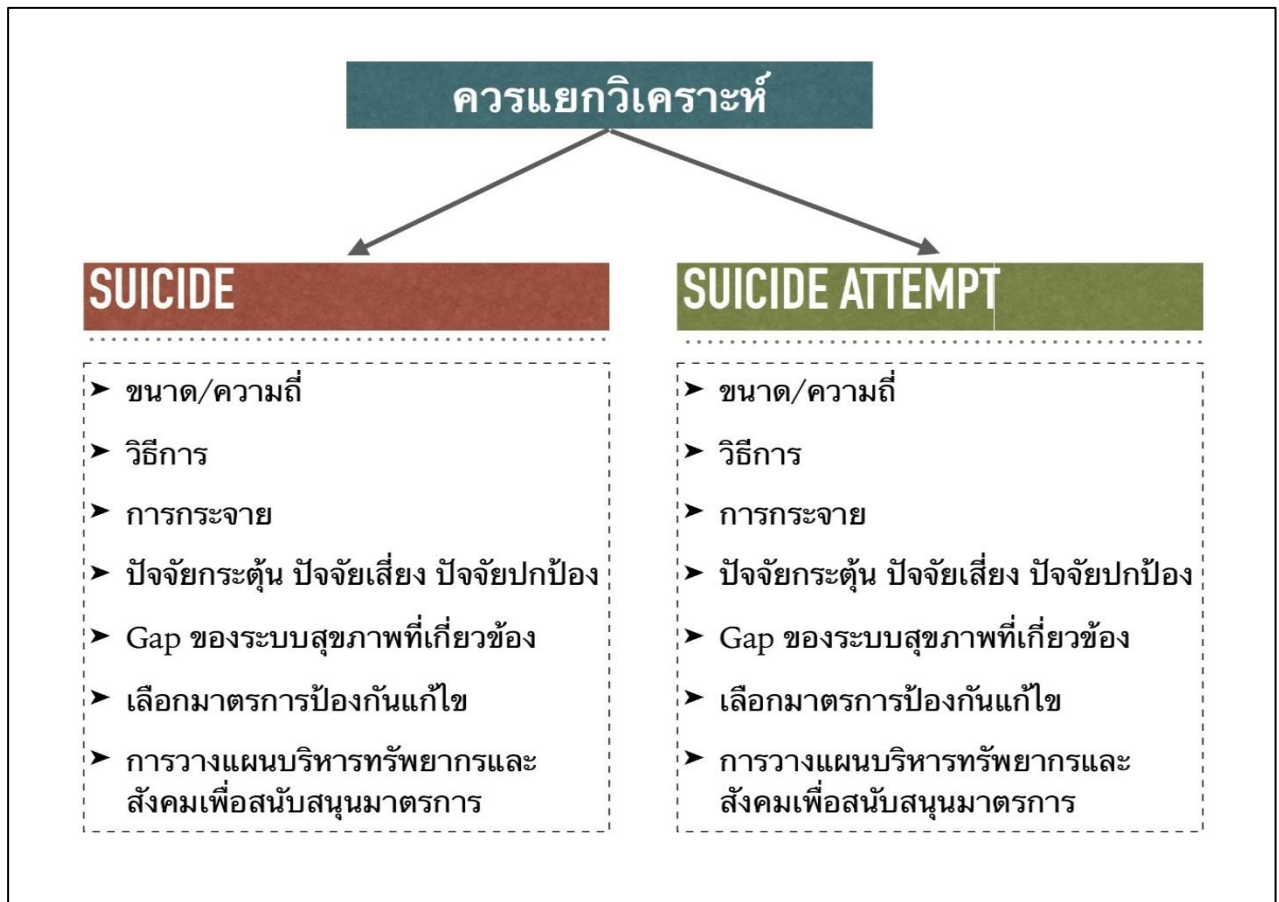 ควรแยกวิเคราะห์
SUICIDE
➤ ขนาด/ความถี่
➤ วิธีการ
➤ การกระจาย
➤ ปัจจัยกระตุ้น ปัจจัยเสี่ยง ปัจจัยปกป้อง
➤ Gap ของระบบสุขภาพที่เกี่ยวข้อง
➤ เลือกมาตรการป้องกันแก้ไข
➤ การวางแผนบริหารทรัพยากรและ
สังคมเพื่อสนับสนุนมาตรการ
SUICIDE ATTEMPT
➤ ขนาด/ความถี่
➤ วิธีการ
➤ การกระจาย
➤ ปัจจัยกระตุ้น ปัจจัยเสี่ยง ปัจจัยปกป้อง
➤ Gap ของระบบสุขภาพที่เกี่ยวข้อง
➤ เลือกมาตรการป้องกันแก้ไข
➤ การวางแผนบริหารทรัพยากรและ
สังคมเพื่อสนับสนุนมาตรการ